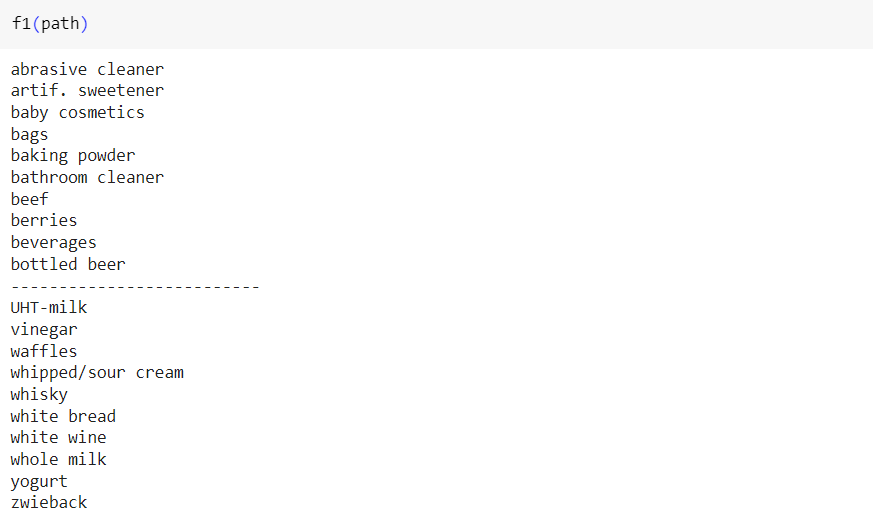 f1(path)
abrasive cleaner
artif. sweetener
baby cosmetics
bags
baking powder
bathroom cleaner
beef
berries
beverages
bottled beer
--------------------------
UHT-milk
vinegar
waffles
whipped/sour cream
whisky
white bread
white wine
whole milk
yogurt
zwieback